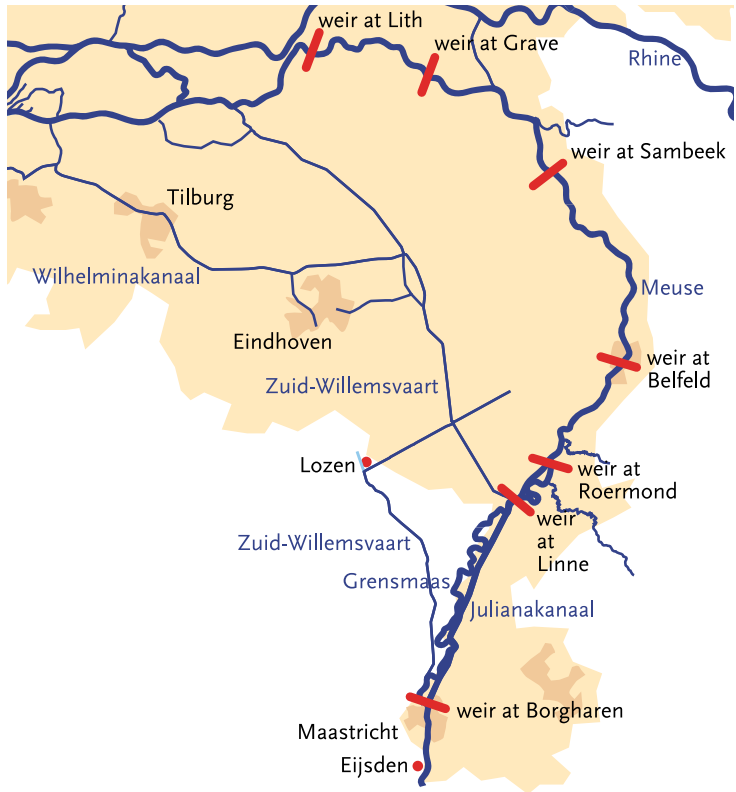 weir at Lith
weir at Grave
Rhine
weir at Sambeek
Tilburg
Wilhelminakanaal
Meuse
Eindhoven
weir at
Belfeld
Zuid-Willemsvaart
Lozen
weir at
Roermond
weir
at
Linne
Zuid-Willemsvaart
Grensmaas
Julianakanaal
weir at Borgharen
Maastricht
Eijsden